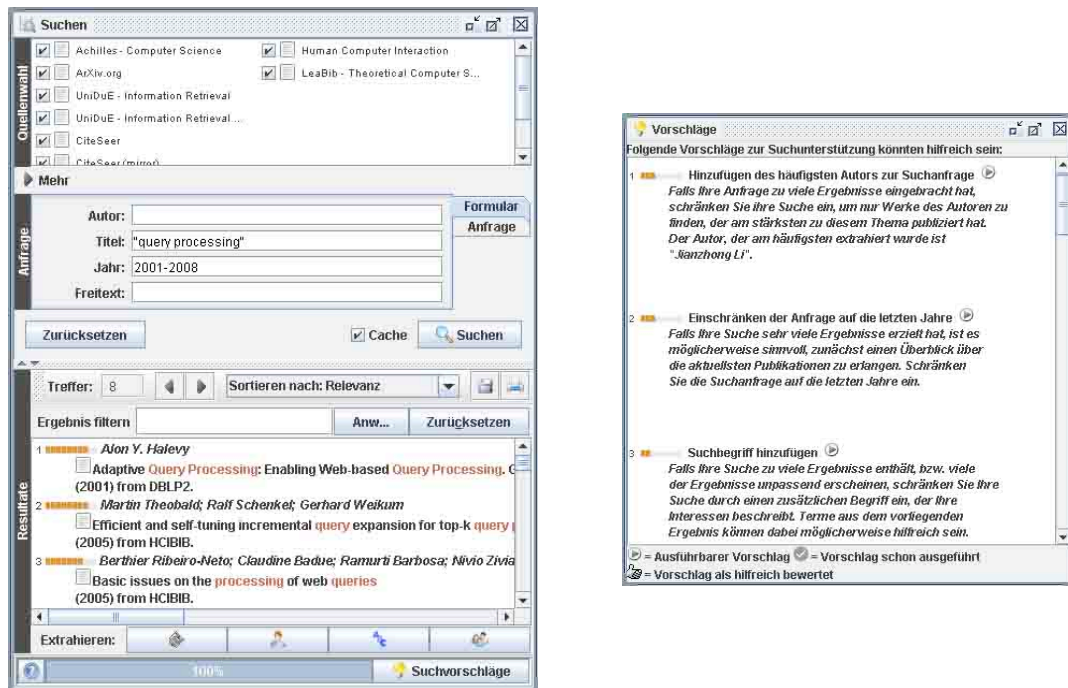 Suchen
Quellenwahl
Achilles - Computer Science
Human Computer Interaction
ArXiv.org
LeaBib - Theoretical Computer S...
UniDuE - Information Retrieval
UniDuE - Information Retrieval...
CiteSeer
CiteSeer (mirror)
Mehr
Anfrage
Autor:
Titel: "query processing"
Jahr: 2001-2008
Freitext:
Formular
Anfrage
Zurücksetzen
Cache
Suchen
Treffer: 8
Sortieren nach: Relevanz
Ergebnis filtern
Anw...
Zurücksetzen
Resultate
1 Alon Y. Halevy
Adaptive Query Processing: Enabling Web-based Query Processing.
(2001) from DBLP2.
2 Martin Theobald; Ralf Schenkel; Gerhard Weikum
Efficient and self-tuning incremental query expansion for top-k query
(2005) from HCIBIB.
3 Berthier Ribeiro-Neto; Claudine Badue; Ramurti Barbosa; Nivio Zivia
Basic issues on the processing of web queries
(2005) from HCIBIB.
Extrahieren:
100%
Suchvorschläge
Vorschläge
Folgende Vorschläge zur Suchunterstützung könnten hilfreich sein:
1 Hinzufügen des häufigsten Autors zur Suchanfrage
Falls Ihre Anfrage zu viele Ergebnisse eingebracht hat,
schränken Sie ihre Suche ein, um nur Werke des Autoren zu
finden, der am stärksten zu diesem Thema publiziert hat.
Der Autor, der am häufigsten extrahiert wurde ist
"Jianzhong Li".
2 Einschränken der Anfrage auf die letzten Jahre
Falls Ihre Suche sehr viele Ergebnisse erzielt hat, ist es
möglicherweise sinnvoll, zunächst einen Überblick über
die aktuellsten Publikationen zu erlangen. Schränken
Sie die Suchanfrage auf die letzten Jahre ein.
3 Suchbegriff hinzufügen
Falls Ihre Suche zu viele Ergebnisse enthält, bzw. viele
der Ergebnisse unpassend erscheinen, schränken Sie Ihre
Suche durch einen zusätzlichen Begriff ein, der Ihre
Interessen beschreibt. Terme aus dem vorliegenden
Ergebnis können dabei möglicherweise hilfreich sein.
= Ausführbarer Vorschlag = Vorschlag schon ausgeführt
= Vorschlag als hilfreich bewertet